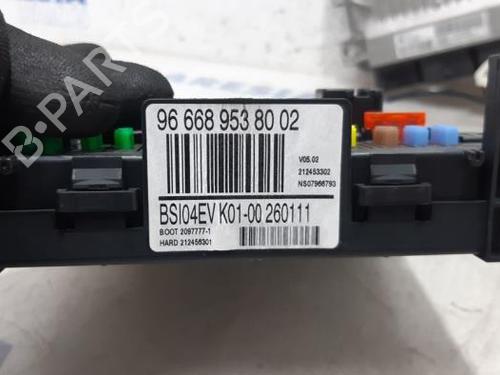 96 668 953 80 02
V05.02
212453302
NS07966793
BSI04EV K01-00 260111
BOOT 2097777-1
HARD 212456301
B-PARTS